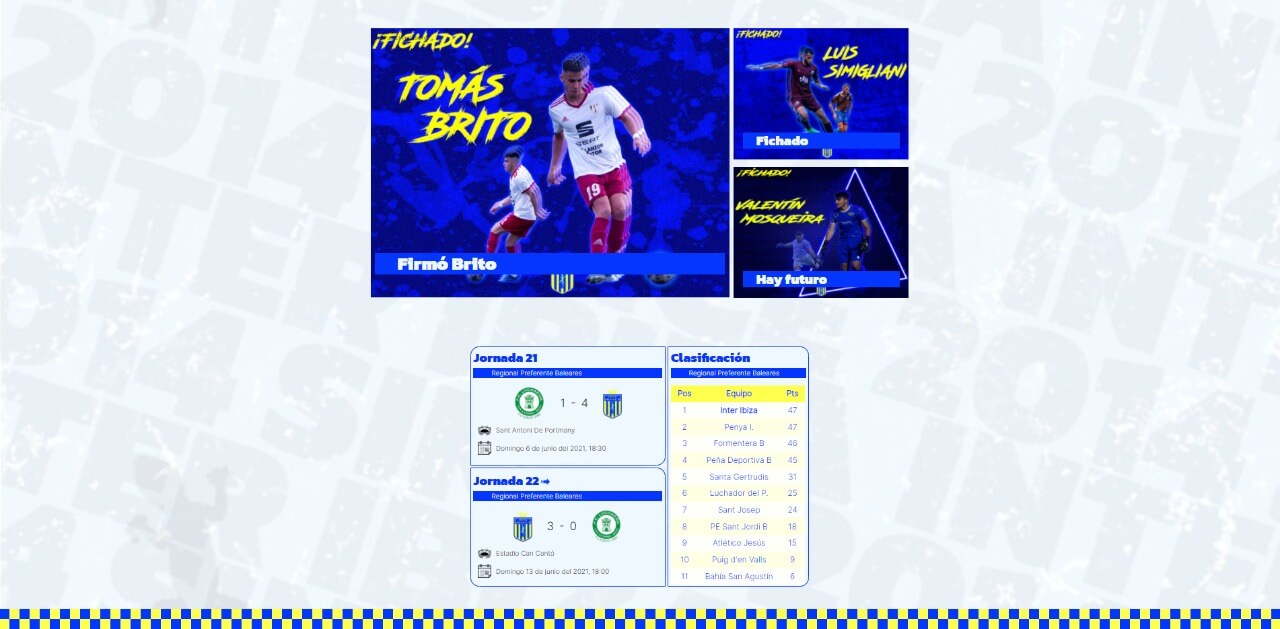 ¡FICHADO!
TOMÁS
BRITO
19
Firmó Brito
¡FICHADO!
LUIS
SIMIGLIANI
Fichado
¡FICHADO!
VALENTÍN
MOSQUEIRA
Hay futuro
Jornada 21
Regional Preferente Baleares
1 - 4
Sant Antoni De Portmany
Domingo 6 de junio del 2021, 18:30
Jornada 22
Regional Preferente Baleares
3 - 0
Estadio Can Cantó
Domingo 13 de junio del 2021, 18:00
Clasificación
Regional Preferente Baleares
Pos Equipo Pts
1 Inter Ibiza 47
2 Penya I. 47
3 Formentera B 46
4 Peña Deportiva B 45
5 Santa Gertrudis 31
6 Luchador del P. 25
7 Sant Josep 24
8 PE Sant Jordi B 18
9 Atlético Jesús 15
10 Puig d'en Valls 9
11 Bahía San Agustín 6